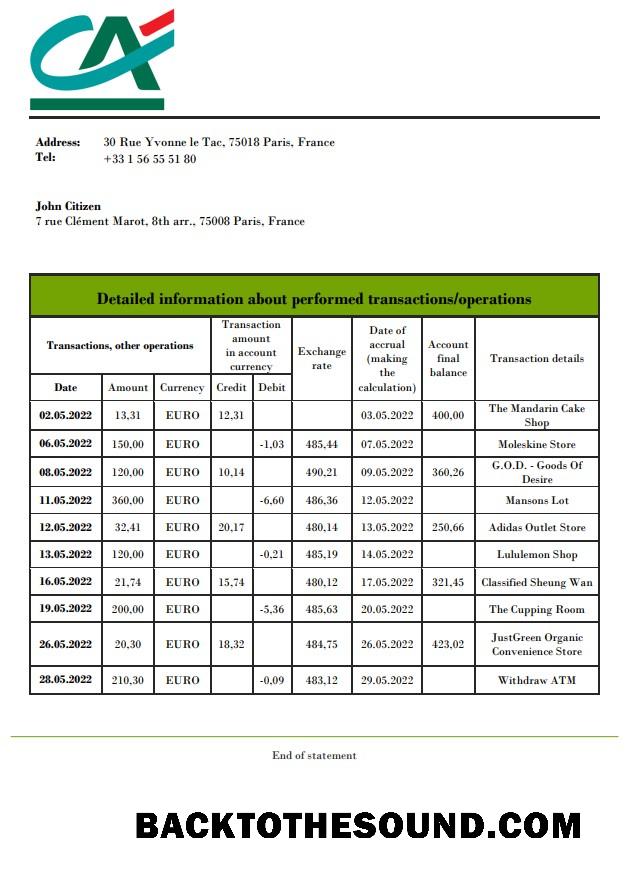 CA
Address: 30 Rue Yvonne le Tac, 75018 Paris, France
Tel: +33 1 56 55 51 80
John Citizen
7 rue Clément Marot, 8th arr., 75008 Paris, France
Detailed information about performed transactions/operations
Transactions, other operations
Transaction
amount
in account
currency
Exchange
rate
Date of
accrual
(making
the
calculation)
Account
final
balance
Transaction details
Date Amount Currency Credit Debit
02.05.2022 13,31 EURO 12,31 03.05.2022 400,00 The Mandarin Cake
Shop
06.05.2022 150,00 EURO -1,03 485,44 07.05.2022 Moleskine Store
08.05.2022 120,00 EURO 10,14 490,21 09.05.2022 360,26 G.O.D. - Goods Of
Desire
11.05.2022 360,00 EURO -6,60 486,36 12.05.2022 Mansons Lot
12.05.2022 32,41 EURO 20,17 480,14 13.05.2022 250,66 Adidas Outlet Store
13.05.2022 120,00 EURO -0,21 485,19 14.05.2022 Lululemon Shop
16.05.2022 21,74 EURO 15,74 480,12 17.05.2022 321,45 Classified Sheung Wan
19.05.2022 200,00 EURO -5,36 485,63 20.05.2022 The Cupping Room
26.05.2022 20,30 EURO 18,32 484,75 26.05.2022 423,02 JustGreen Organic
Convenience Store
28.05.2022 210,30 EURO -0,09 483,12 29.05.2022 Withdraw ATM
End of statement
BACKTOTHESOUND.COM